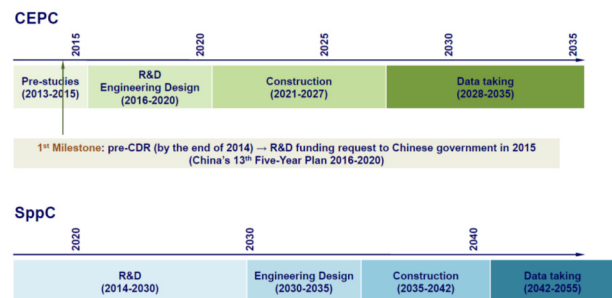 CEPC
2015
2020
2025
2030
2035
Pre-studies
(2013-2015)
R&D
Engineering Design
(2016-2020)
Construction
(2021-2027)
Data taking
(2028-2035)
1st Milestone: pre-CDR (by the end of 2014) → R&D funding request to Chinese government in 2015
(China's 13th Five-Year Plan 2016-2020)
SppC
2020
2030
2040
R&D
(2014-2030)
Engineering Design
(2030-2035)
Construction
(2035-2042)
Data taking
(2042-2055)